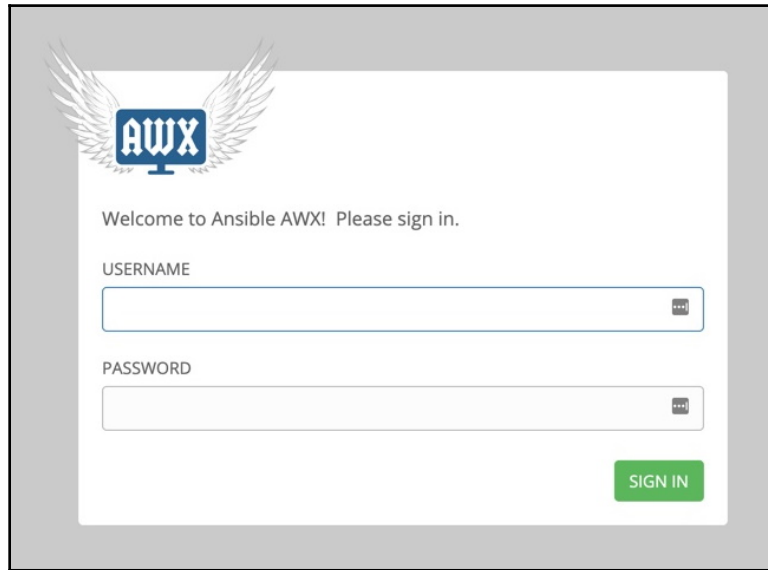 AWX
Welcome to Ansible AWX! Please sign in.
USERNAME
PASSWORD
SIGN IN